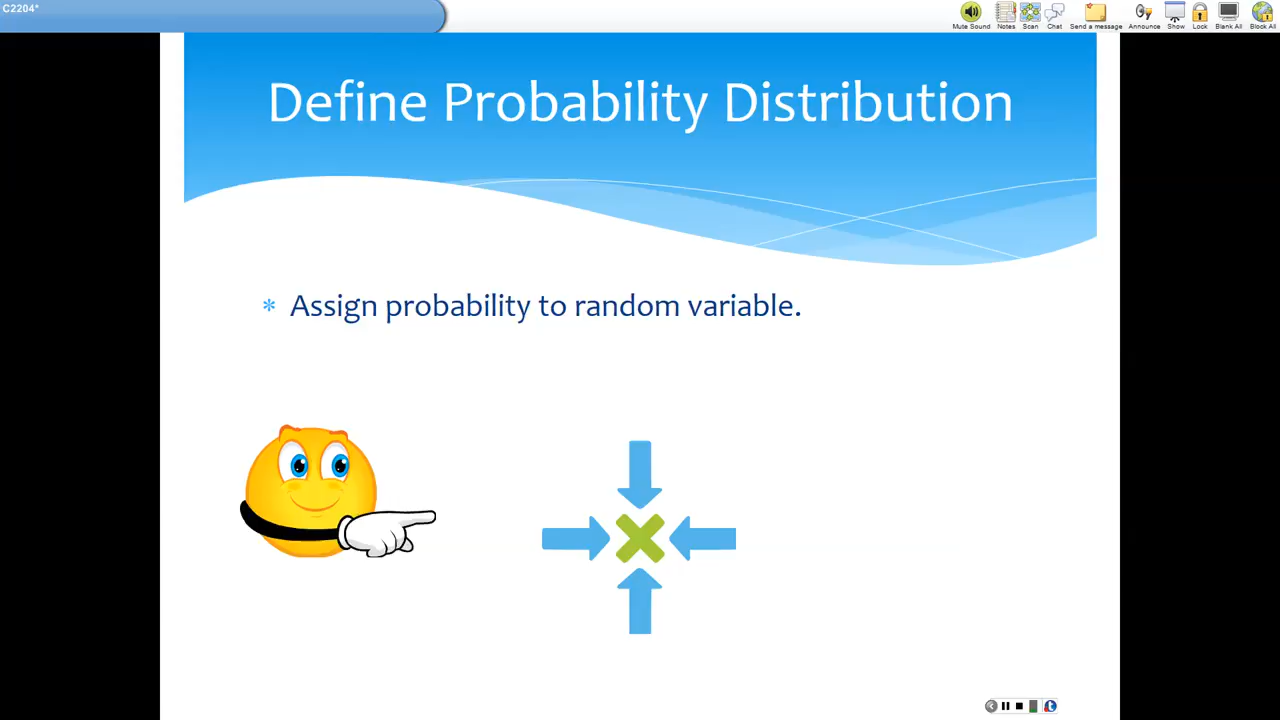 C2204*
Mute Sound Notes Scan Chat Send a message Announce Show Lock Blank All Block All
Define Probability Distribution
* Assign probability to random variable.